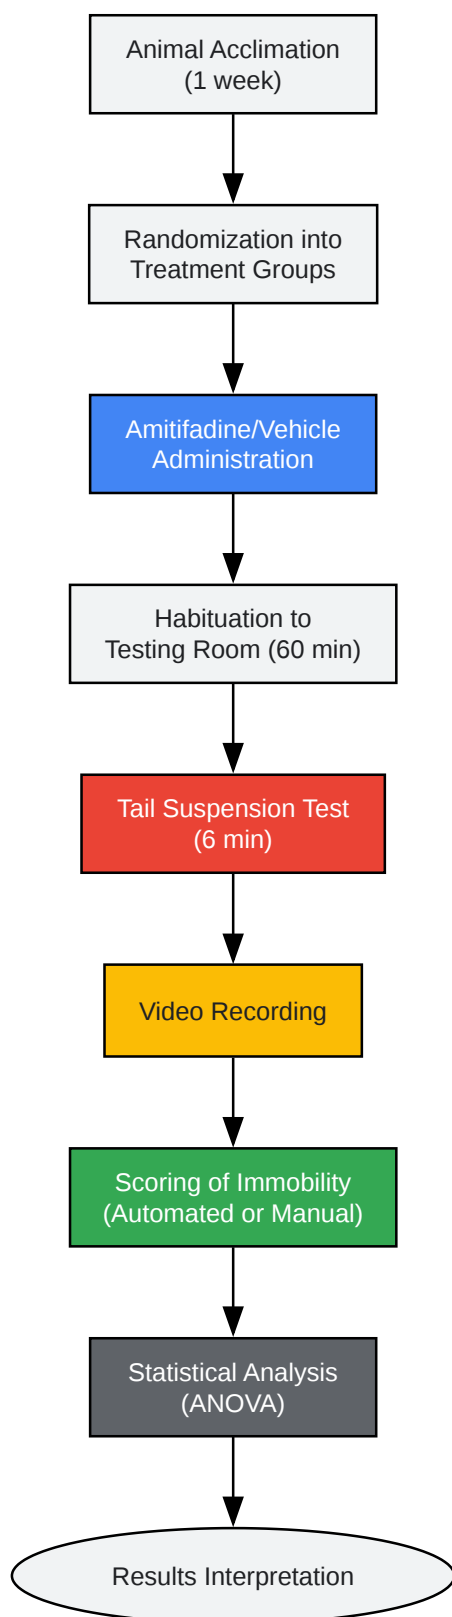 Animal Acclimation
(1 week)
Randomization into
Treatment Groups
Amitifadine/Vehicle
Administration
Habituation to
Testing Room (60 min)
Tail Suspension Test
(6 min)
Video Recording
Scoring of Immobility
(Automated or Manual)
Statistical Analysis
(ANOVA)
Results Interpretation